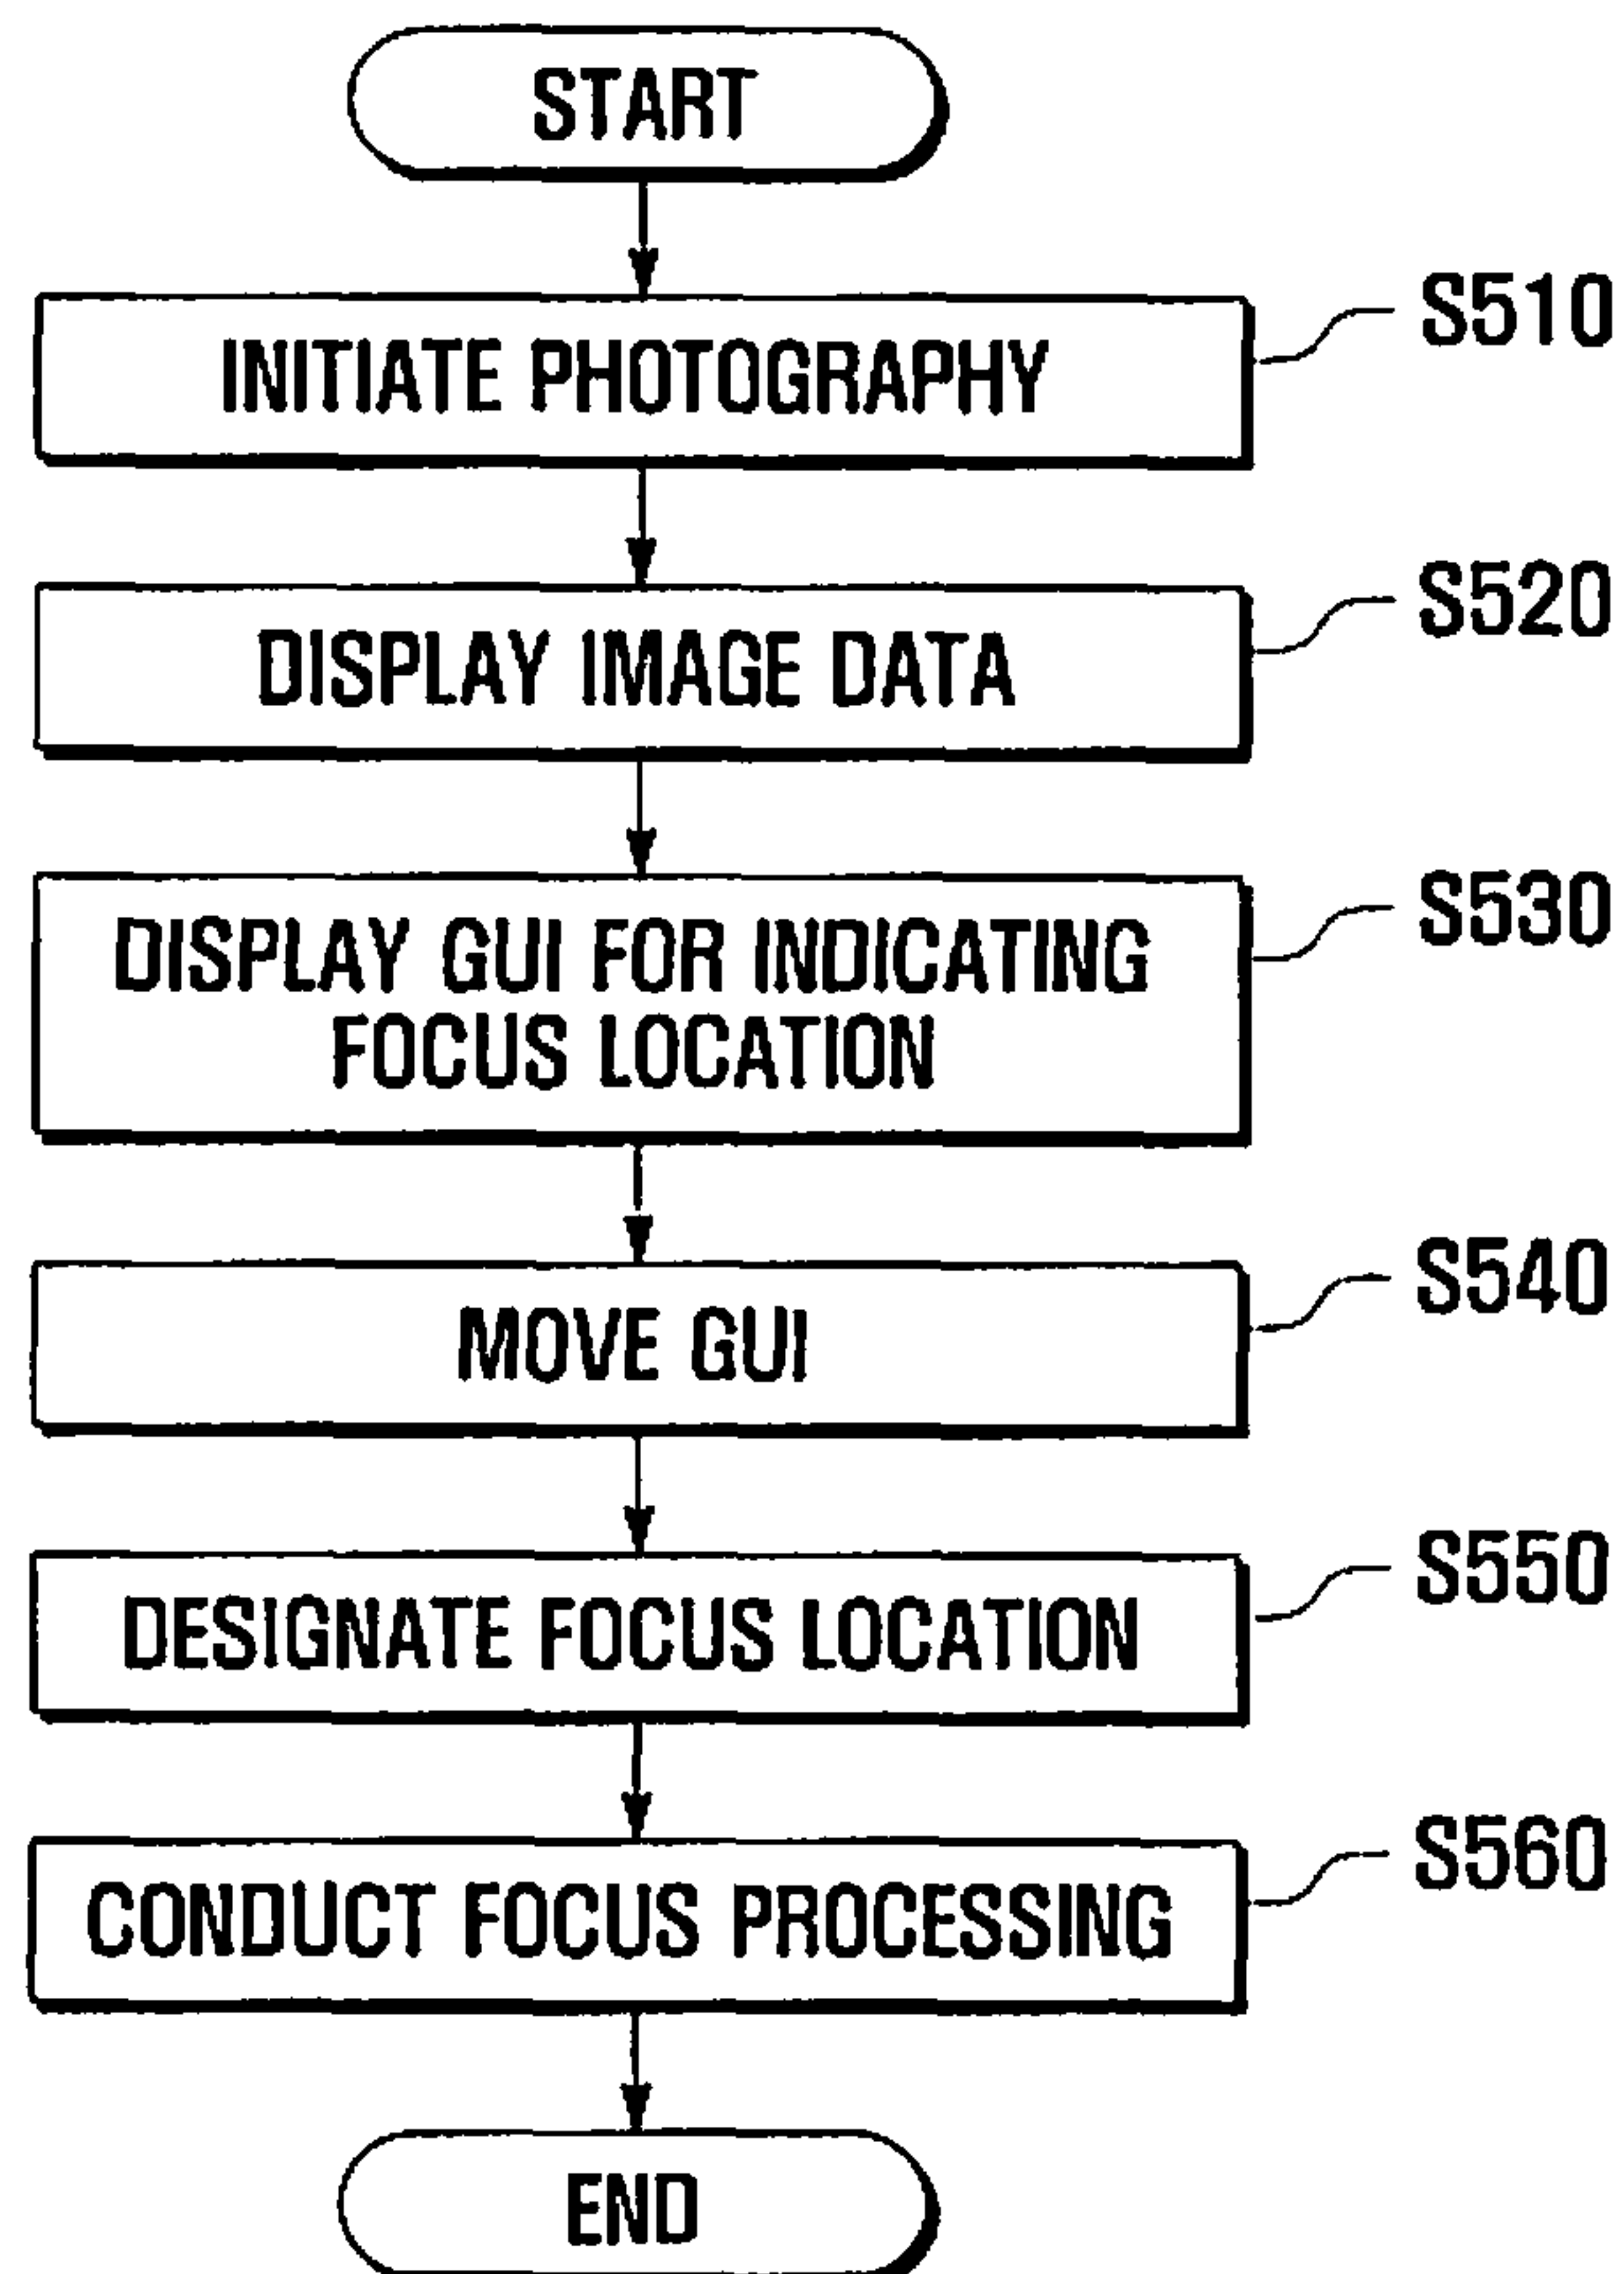 START
INITIATE PHOTOGRAPHY
S510
DISPLAY IMAGE DATA
S520
DISPLAY GUI FOR INDICATING
FOCUS LOCATION
S530
MOVE GUI
S540
DESIGNATE FOCUS LOCATION
S550
CONDUCT FOCUS PROCESSING
S560
END